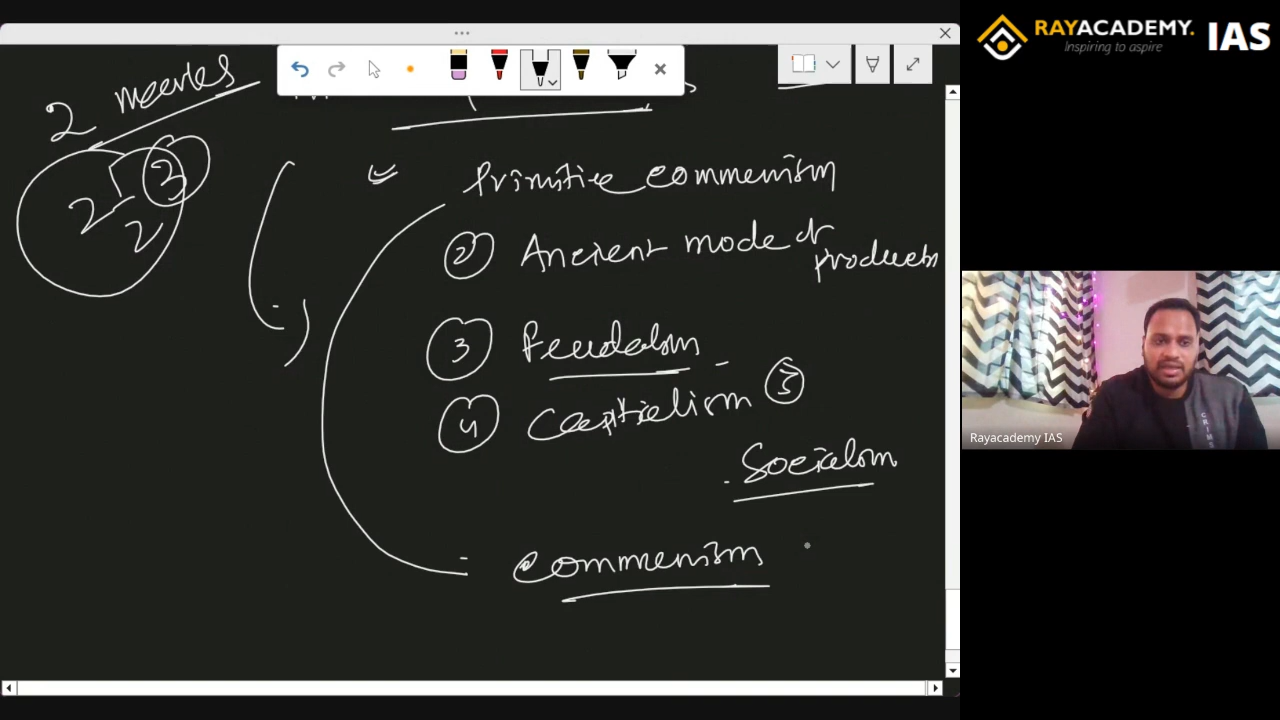 RAYACADEMY. IAS
Inspiring to aspire
2
Primitive communism
2 3
2
② Ancient mode of
production
③ Feudalism
④ Capitalism ⑤
Socialism
communism
Rayacademy IAS
CRIME